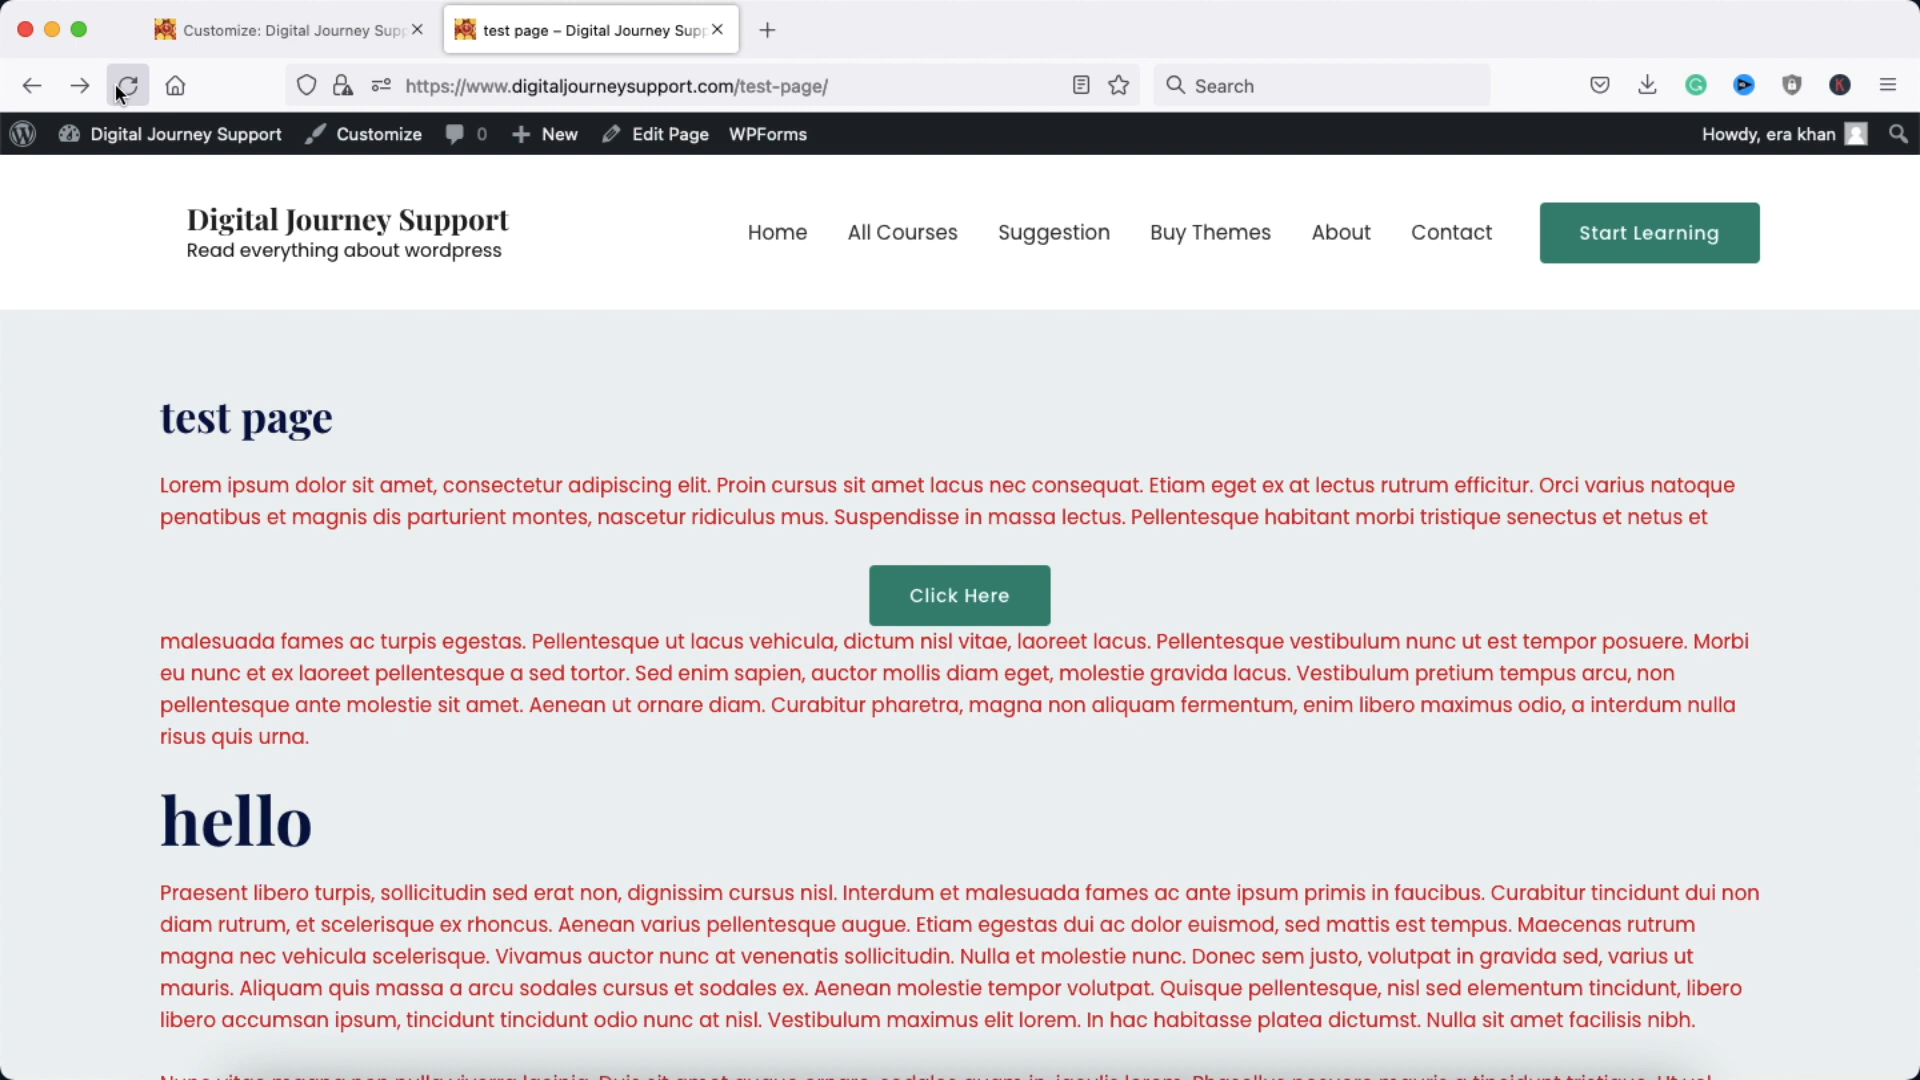 Customize: Digital Journey Supp
test page – Digital Journey Supp
https://www.digitaljourneysupport.com/test-page/
Search
Digital Journey Support
Customize
0
New
Edit Page
WPForms
Howdy, era khan
Digital Journey Support
Read everything about wordpress
Home
All Courses
Suggestion
Buy Themes
About
Contact
Start Learning
test page
Lorem ipsum dolor sit amet, consectetur adipiscing elit. Proin cursus sit amet lacus nec consequat. Etiam eget ex at lectus rutrum efficitur. Orci varius natoque
penatibus et magnis dis parturient montes, nascetur ridiculus mus. Suspendisse in massa lectus. Pellentesque habitant morbi tristique senectus et netus et
Click Here
malesuada fames ac turpis egestas. Pellentesque ut lacus vehicula, dictum nisl vitae, laoreet lacus. Pellentesque vestibulum nunc ut est tempor posuere. Morbi
eu nunc et ex laoreet pellentesque a sed tortor. Sed enim sapien, auctor mollis diam eget, molestie gravida lacus. Vestibulum pretium tempus arcu, non
pellentesque ante molestie sit amet. Aenean ut ornare diam. Curabitur pharetra, magna non aliquam fermentum, enim libero maximus odio, a interdum nulla
risus quis urna.
hello
Praesent libero turpis, sollicitudin sed erat non, dignissim cursus nisl. Interdum et malesuada fames ac ante ipsum primis in faucibus. Curabitur tincidunt dui non
diam rutrum, et scelerisque ex rhoncus. Aenean varius pellentesque augue. Etiam egestas dui ac dolor euismod, sed mattis est tempus. Maecenas rutrum
magna nec vehicula scelerisque. Vivamus auctor nunc at venenatis sollicitudin. Nulla et molestie nunc. Donec sem justo, volutpat in gravida sed, varius ut
mauris. Aliquam quis massa a arcu sodales cursus et sodales ex. Aenean molestie tempor volutpat. Quisque pellentesque, nisl sed elementum tincidunt, libero
libero accumsan ipsum, tincidunt tincidunt odio nunc at nisl. Vestibulum maximus elit lorem. In hac habitasse platea dictumst. Nulla sit amet facilisis nibh.